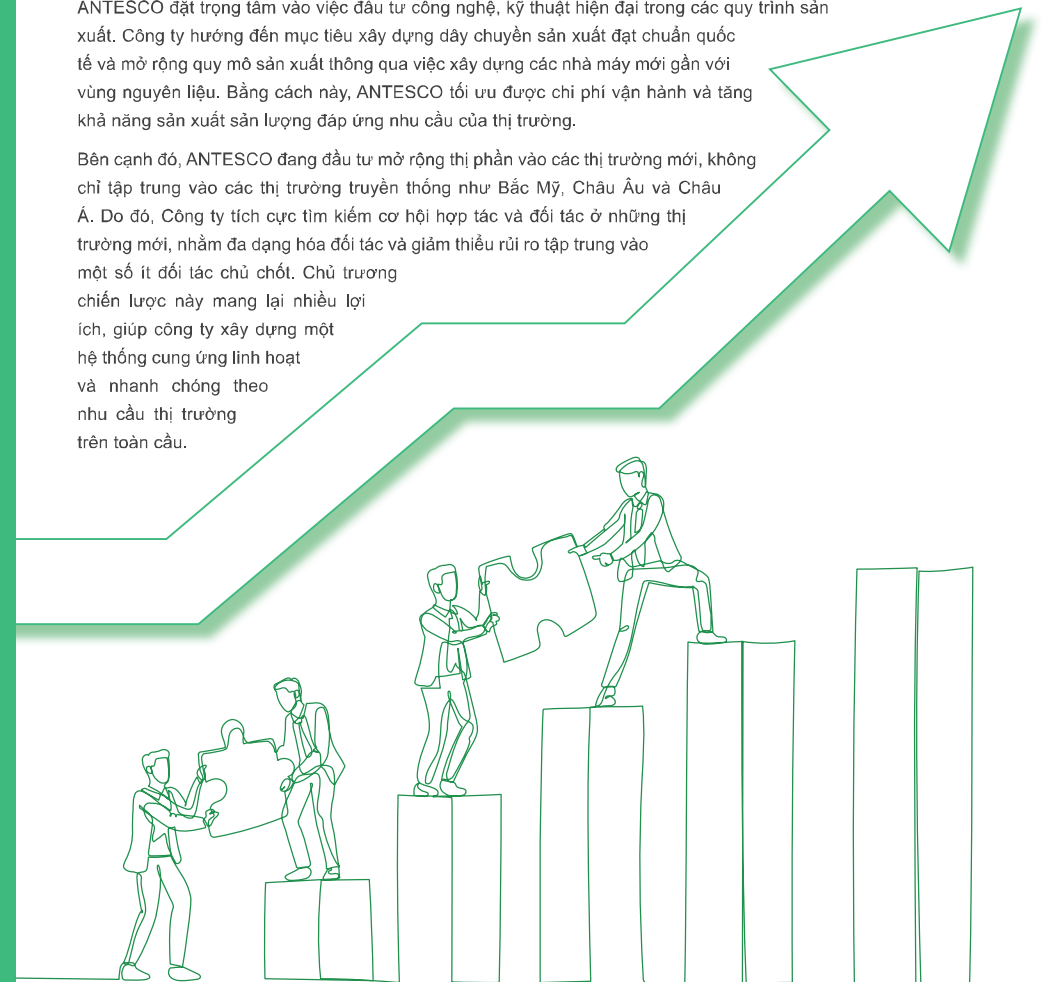 ANTESCO đặt trọng tâm vào việc đầu tư công nghệ, kỹ thuật hiện đại trong các quy trình sản
xuất. Công ty hướng đến mục tiêu xây dựng dây chuyền sản xuất đạt chuẩn quốc
tế và mở rộng quy mô sản xuất thông qua việc xây dựng các nhà máy mới gần với
vùng nguyên liệu. Bằng cách này, ANTESCO tối ưu được chi phí vận hành và tăng
khả năng sản xuất sản lượng đáp ứng nhu cầu của thị trường.
Bên cạnh đó, ANTESCO đang đầu tư mở rộng thị phần vào các thị trường mới, không
chỉ tập trung vào các thị trường truyền thống như Bắc Mỹ, Châu Âu và Châu
Á. Do đó, Công ty tích cực tìm kiếm cơ hội hợp tác và đối tác ở những thị
trường mới, nhằm đa dạng hóa đối tác và giảm thiểu rủi ro tập trung vào
một số ít đối tác chủ chốt. Chủ trương
chiến lược này mang lại nhiều lợi
ích, giúp công ty xây dựng một
hệ thống cung ứng linh hoạt
và nhanh chóng theo
nhu cầu thị trường
trên toàn cầu.